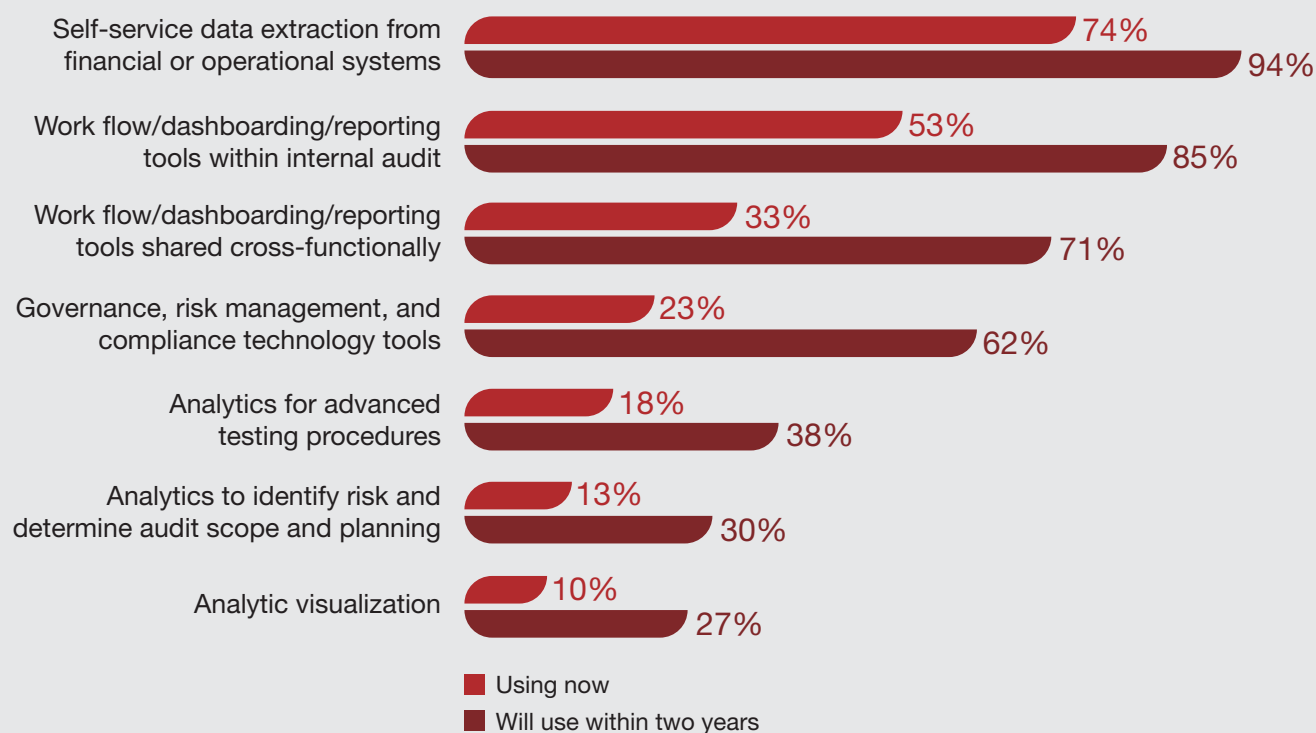 Self-service data extraction from
financial or operational systems
74%
94%
Work flow/dashboarding/reporting
tools within internal audit
53%
85%
Work flow/dashboarding/reporting
tools shared cross-functionally
33%
71%
Governance, risk management, and
compliance technology tools
23%
62%
Analytics for advanced
testing procedures
18%
38%
Analytics to identify risk and
determine audit scope and planning
13%
30%
Analytic visualization
10%
27%
Using now
Will use within two years